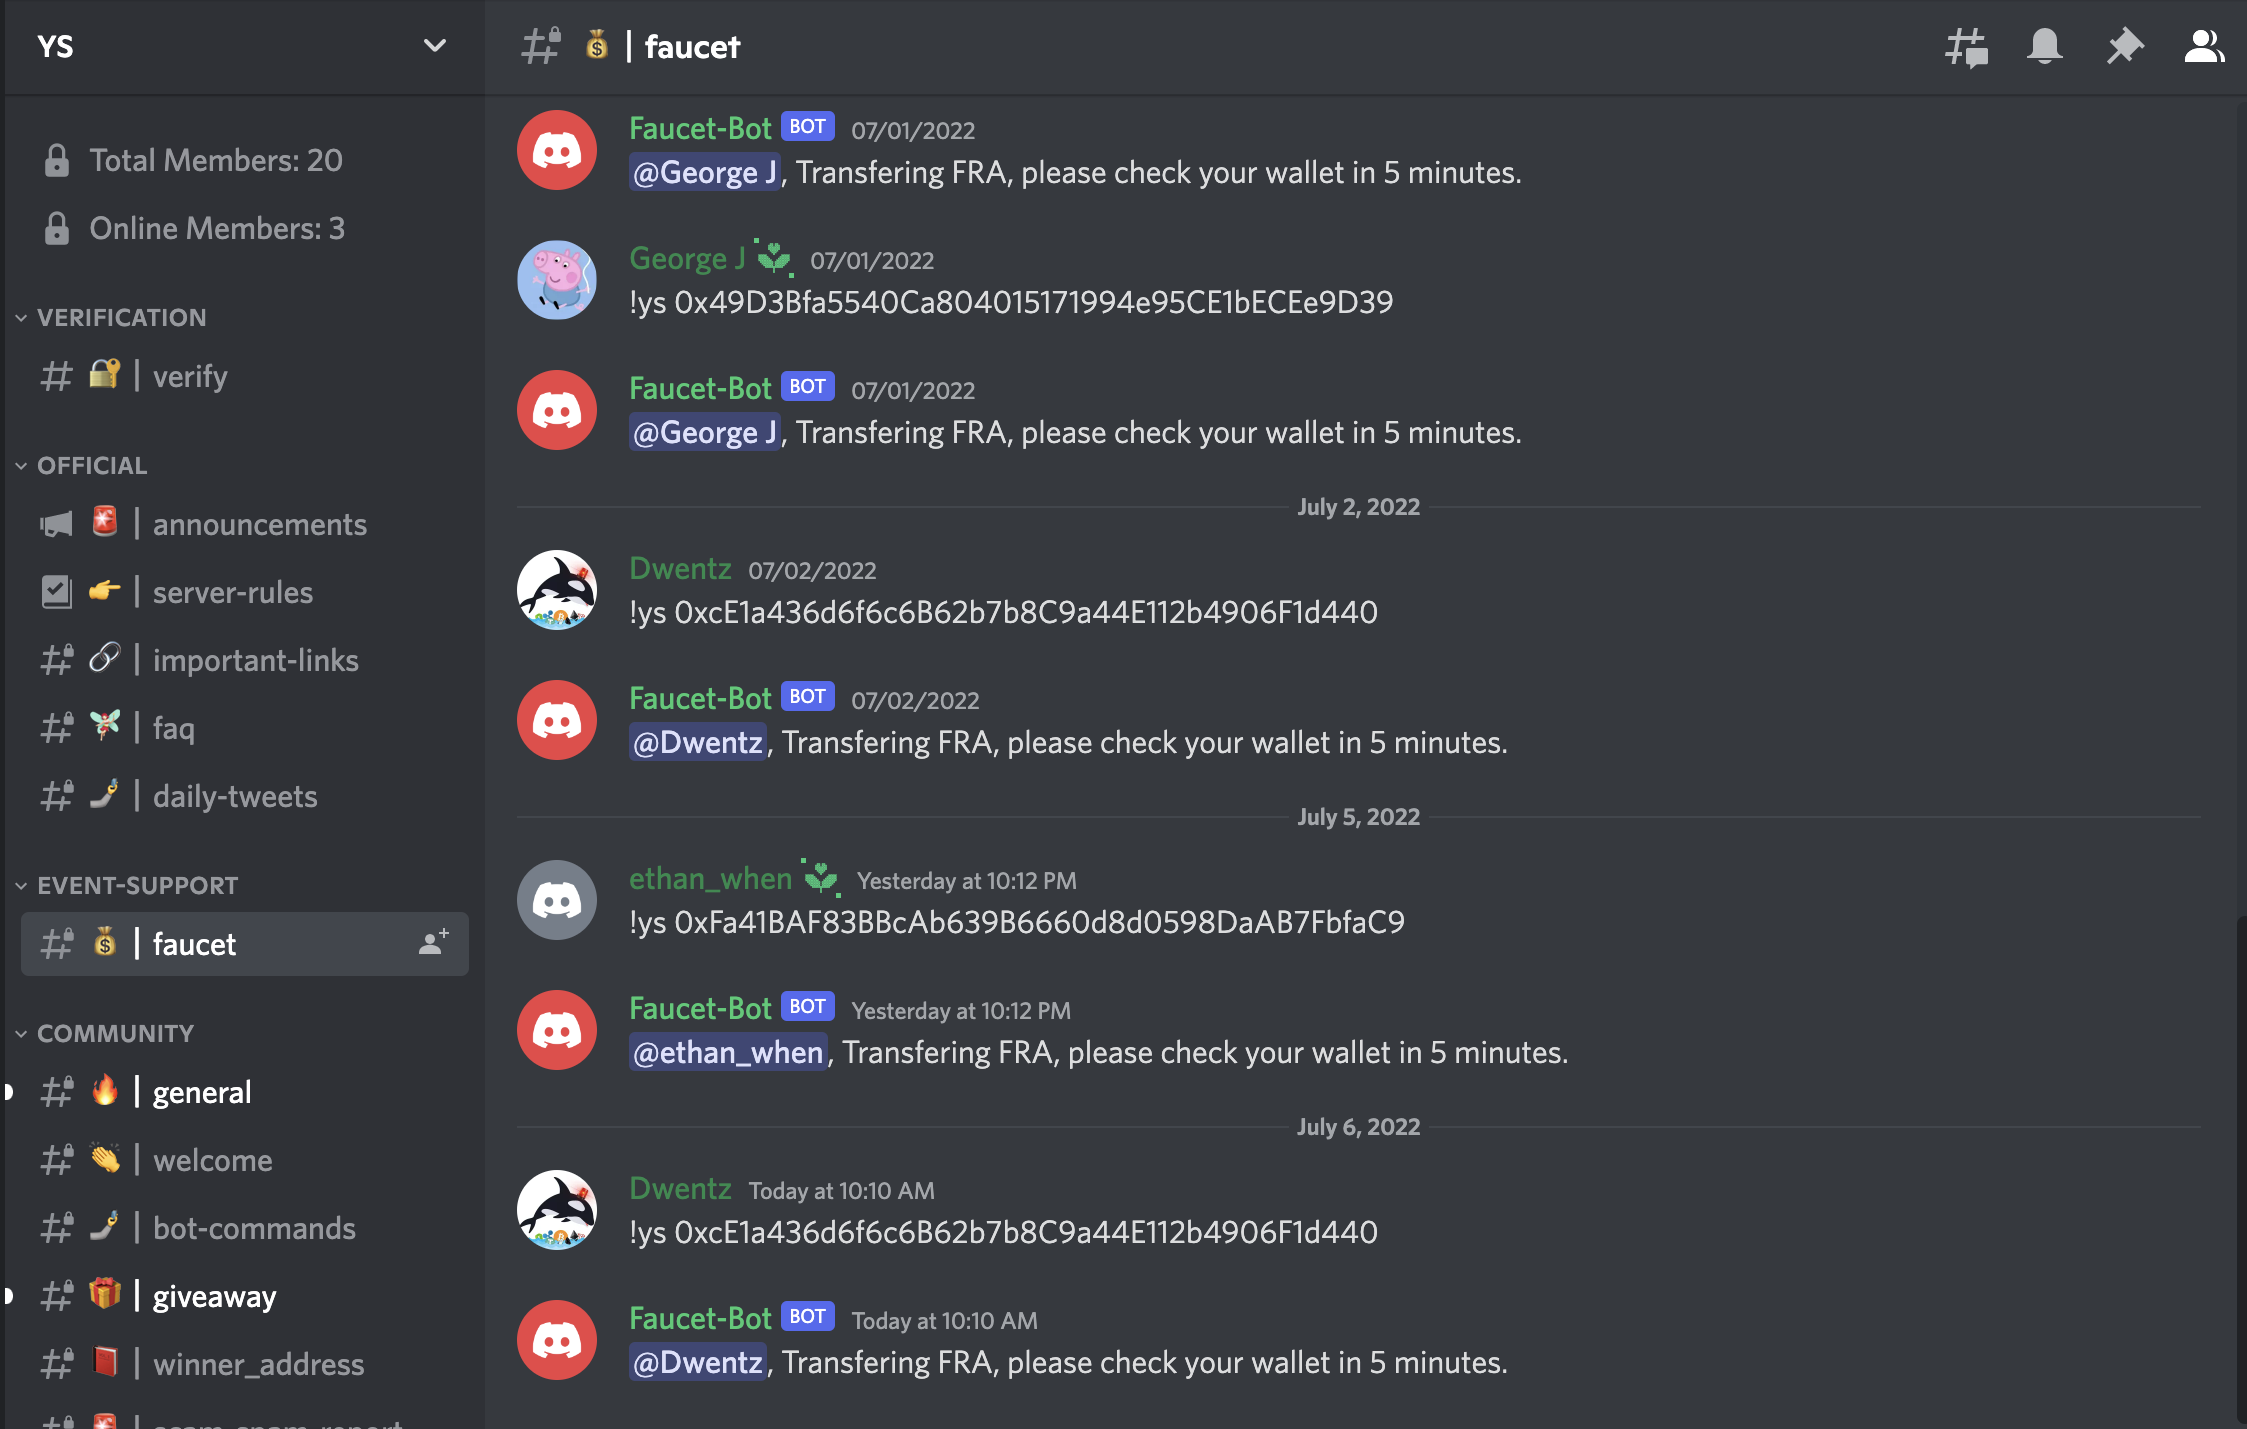 YS
Total Members: 20
Online Members: 3
VERIFICATION
| verify
OFFICIAL
| announcements
| server-rules
| important-links
| faq
| daily-tweets
EVENT-SUPPORT
| faucet
COMMUNITY
| general
| welcome
| bot-commands
| giveaway
| winner_address
| faucet
Faucet-Bot BOT 07/01/2022
@George J, Transfering FRA, please check your wallet in 5 minutes.
George J 07/01/2022
!ys 0x49D3Bfa5540Ca804015171994e95CE1bECEe9D39
Faucet-Bot BOT 07/01/2022
@George J, Transfering FRA, please check your wallet in 5 minutes.
July 2, 2022
Dwentz 07/02/2022
!ys 0xcE1a436d6f6c6B62b7b8C9a44E112b4906F1d440
Faucet-Bot BOT 07/02/2022
@Dwentz, Transfering FRA, please check your wallet in 5 minutes.
July 5, 2022
ethan_when Yesterday at 10:12 PM
!ys 0xFa41BAF83BBcAb639B6660d8d0598DaAB7FbfaC9
Faucet-Bot BOT Yesterday at 10:12 PM
@ethan_when, Transfering FRA, please check your wallet in 5 minutes.
July 6, 2022
Dwentz Today at 10:10 AM
!ys 0xcE1a436d6f6c6B62b7b8C9a44E112b4906F1d440
Faucet-Bot BOT Today at 10:10 AM
@Dwentz, Transfering FRA, please check your wallet in 5 minutes.